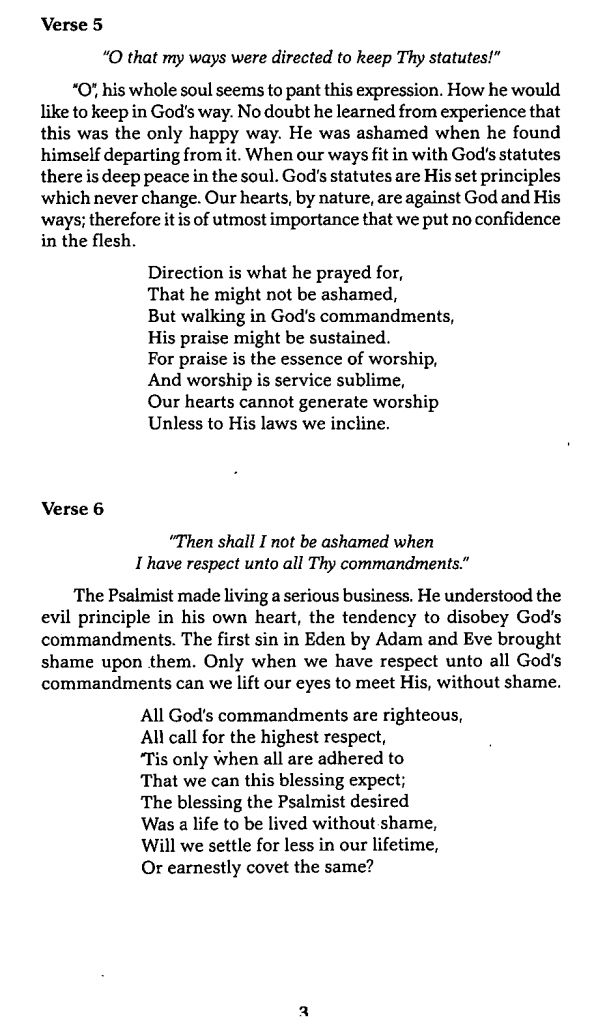 Verse 5
"O that my ways were directed to keep Thy statutes!"
"O", his whole soul seems to pant this expression. How he would
like to keep in God's way. No doubt he learned from experience that
this was the only happy way. He was ashamed when he found
himself departing from it. When our ways fit in with God's statutes
there is deep peace in the soul. God's statutes are His set principles
which never change. Our hearts, by nature, are against God and His
ways; therefore it is of utmost importance that we put no confidence
in the flesh.
Direction is what he prayed for,
That he might not be ashamed,
But walking in God's commandments,
His praise might be sustained.
For praise is the essence of worship,
And worship is service sublime,
Our hearts cannot generate worship
Unless to His laws we incline.
Verse 6
"Then shall I not be ashamed when
I have respect unto all Thy commandments."
The Psalmist made living a serious business. He understood the
evil principle in his own heart, the tendency to disobey God's
commandments. The first sin in Eden by Adam and Eve brought
shame upon them. Only when we have respect unto all God's
commandments can we lift our eyes to meet His, without shame.
All God's commandments are righteous,
All call for the highest respect,
'Tis only when all are adhered to
That we can this blessing expect;
The blessing the Psalmist desired
Was a life to be lived without shame,
Will we settle for less in our lifetime,
Or earnestly covet the same?
3